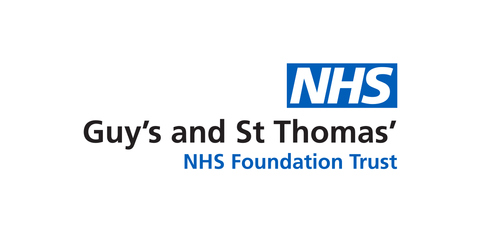 NHS
Guy's and St Thomas'
NHS Foundation Trust